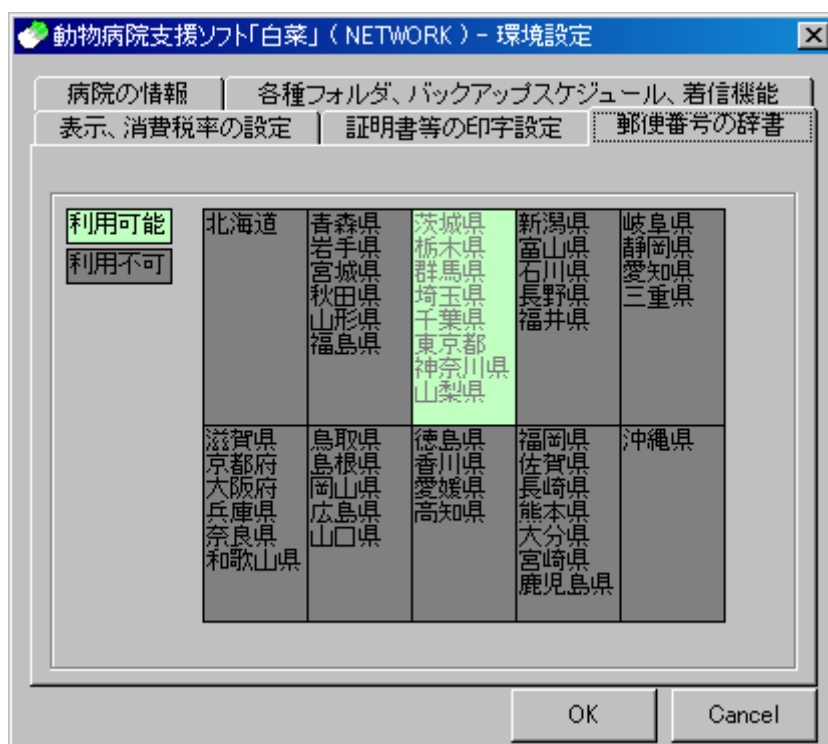 動物病院支援ソフト「白菜」( NETWORK ) - 環境設定
病院の情報
各種フォルダ、バックアップスケジュール、着信機能
表示、消費税率の設定
証明書等の印字設定
郵便番号の辞書
利用可能
利用不可
北海道
青森県
岩手県
宮城県
秋田県
山形県
福島県
茨城県
栃木県
群馬県
埼玉県
千葉県
東京都
神奈川県
山梨県
新潟県
富山県
石川県
長野県
福井県
岐阜県
静岡県
愛知県
三重県
滋賀県
京都府
大阪府
兵庫県
奈良県
和歌山県
鳥取県
島根県
岡山県
広島県
山口県
徳島県
香川県
愛媛県
高知県
福岡県
佐賀県
長崎県
熊本県
大分県
宮崎県
鹿児島県
沖縄県
OK
Cancel